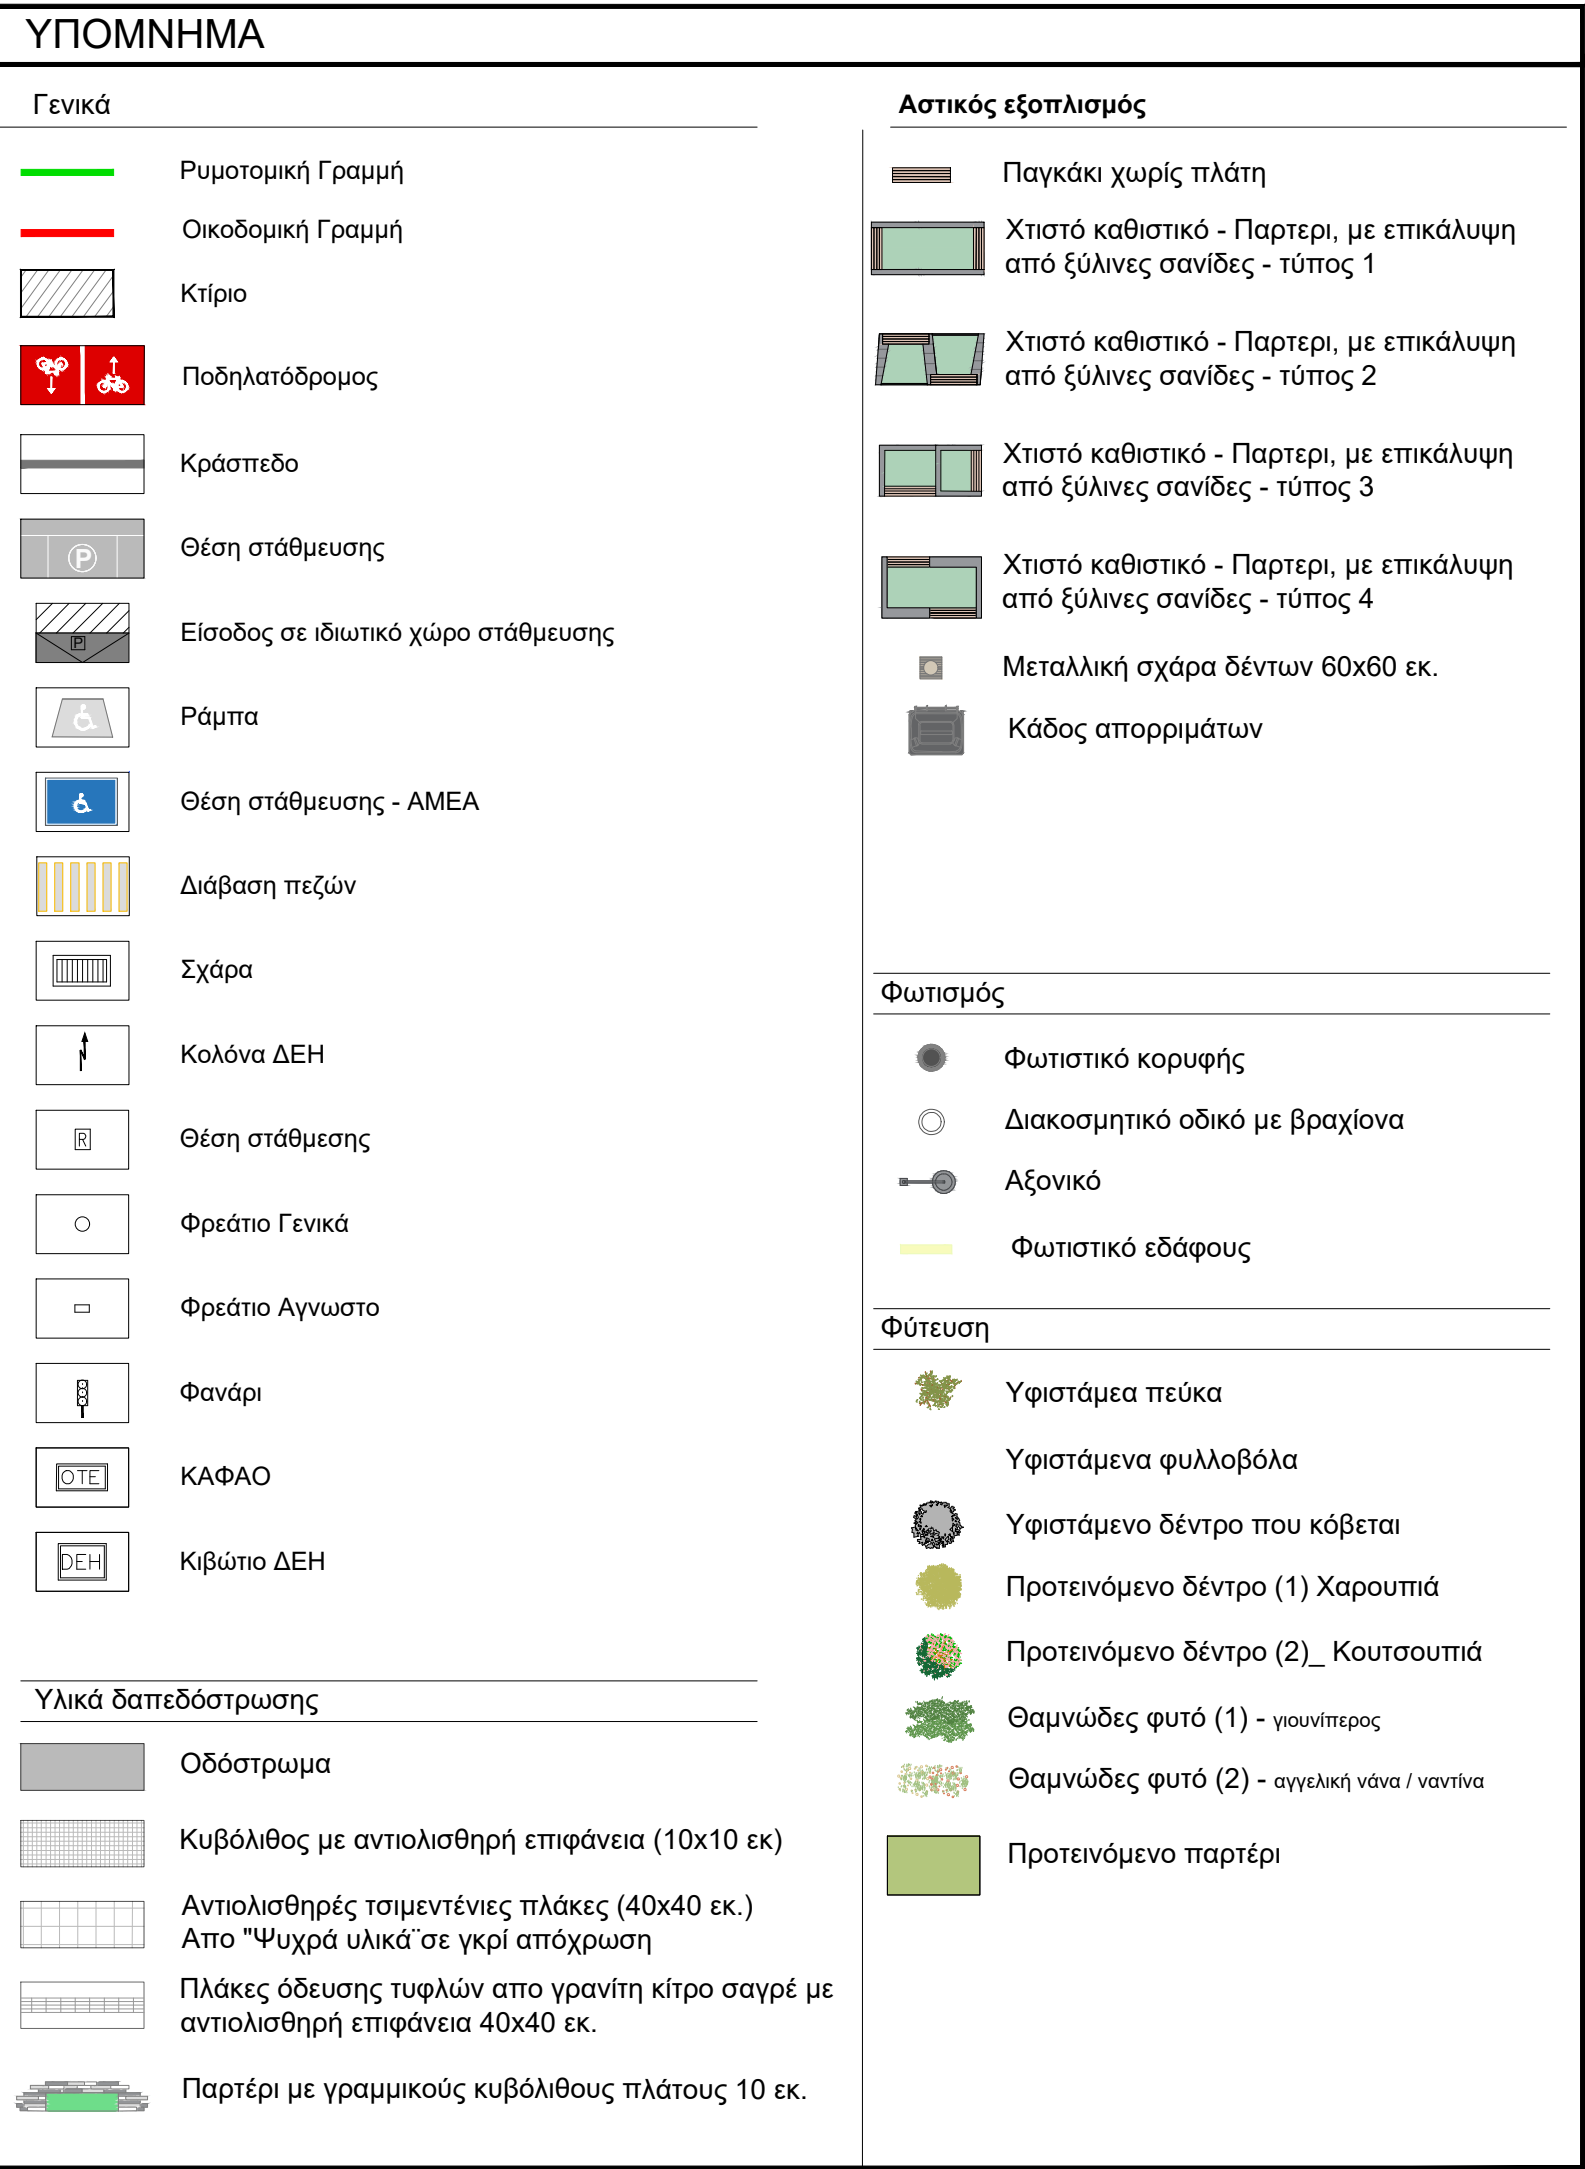 ΥΠΟΜΝΗΜΑ
Γενικά
Ρυμοτομική Γραμμή
Οικοδομική Γραμμή
Κτίριο
Ποδηλατόδρομος
Κράσπεδο
P
Θέση στάθμευσης
P
Είσοδος σε ιδιωτικό χώρο στάθμευσης
Ράμπα
Θέση στάθμευσης - ΑΜΕΑ
Διάβαση πεζών
Σχάρα
Κολόνα ΔΕΗ
R
Θέση στάθμεσης
Φρεάτιο Γενικά
Φρεάτιο Αγνωστο
Φανάρι
OTE
ΚΑΦΑΟ
DEH
Κιβώτιο ΔΕΗ
Υλικά δαπεδόστρωσης
Οδόστρωμα
Κυβόλιθος με αντιολισθηρή επιφάνεια (10x10 εκ)
Αντιολισθηρές τσιμεντένιες πλάκες (40x40 εκ.)
Απο "Ψυχρά υλικά¨σε γκρί απόχρωση
Πλάκες όδευσης τυφλών απο γρανίτη κίτρο σαγρέ με
αντιολισθηρή επιφάνεια 40x40 εκ.
Παρτέρι με γραμμικούς κυβόλιθους πλάτους 10 εκ.
Αστικός εξοπλισμός
Παγκάκι χωρίς πλάτη
Χτιστό καθιστικό - Παρτερι, με επικάλυψη
από ξύλινες σανίδες - τύπος 1
Χτιστό καθιστικό - Παρτερι, με επικάλυψη
από ξύλινες σανίδες - τύπος 2
Χτιστό καθιστικό - Παρτερι, με επικάλυψη
από ξύλινες σανίδες - τύπος 3
Χτιστό καθιστικό - Παρτερι, με επικάλυψη
από ξύλινες σανίδες - τύπος 4
Μεταλλική σχάρα δέντων 60x60 εκ.
Κάδος απορριμάτων
Φωτισμός
Φωτιστικό κορυφής
Διακοσμητικό οδικό με βραχίονα
Αξονικό
Φωτιστικό εδάφους
Φύτευση
Υφιστάμεα πεύκα
Υφιστάμενα φυλλοβόλα
Υφιστάμενο δέντρο που κόβεται
Προτεινόμενο δέντρο (1) Χαρουπιά
Προτεινόμενο δέντρο (2)_ Κουτσουπιά
Θαμνώδες φυτό (1) - γιουνίπερος
Θαμνώδες φυτό (2) - αγγελική νάνα / ναντίνα
Προτεινόμενο παρτέρι